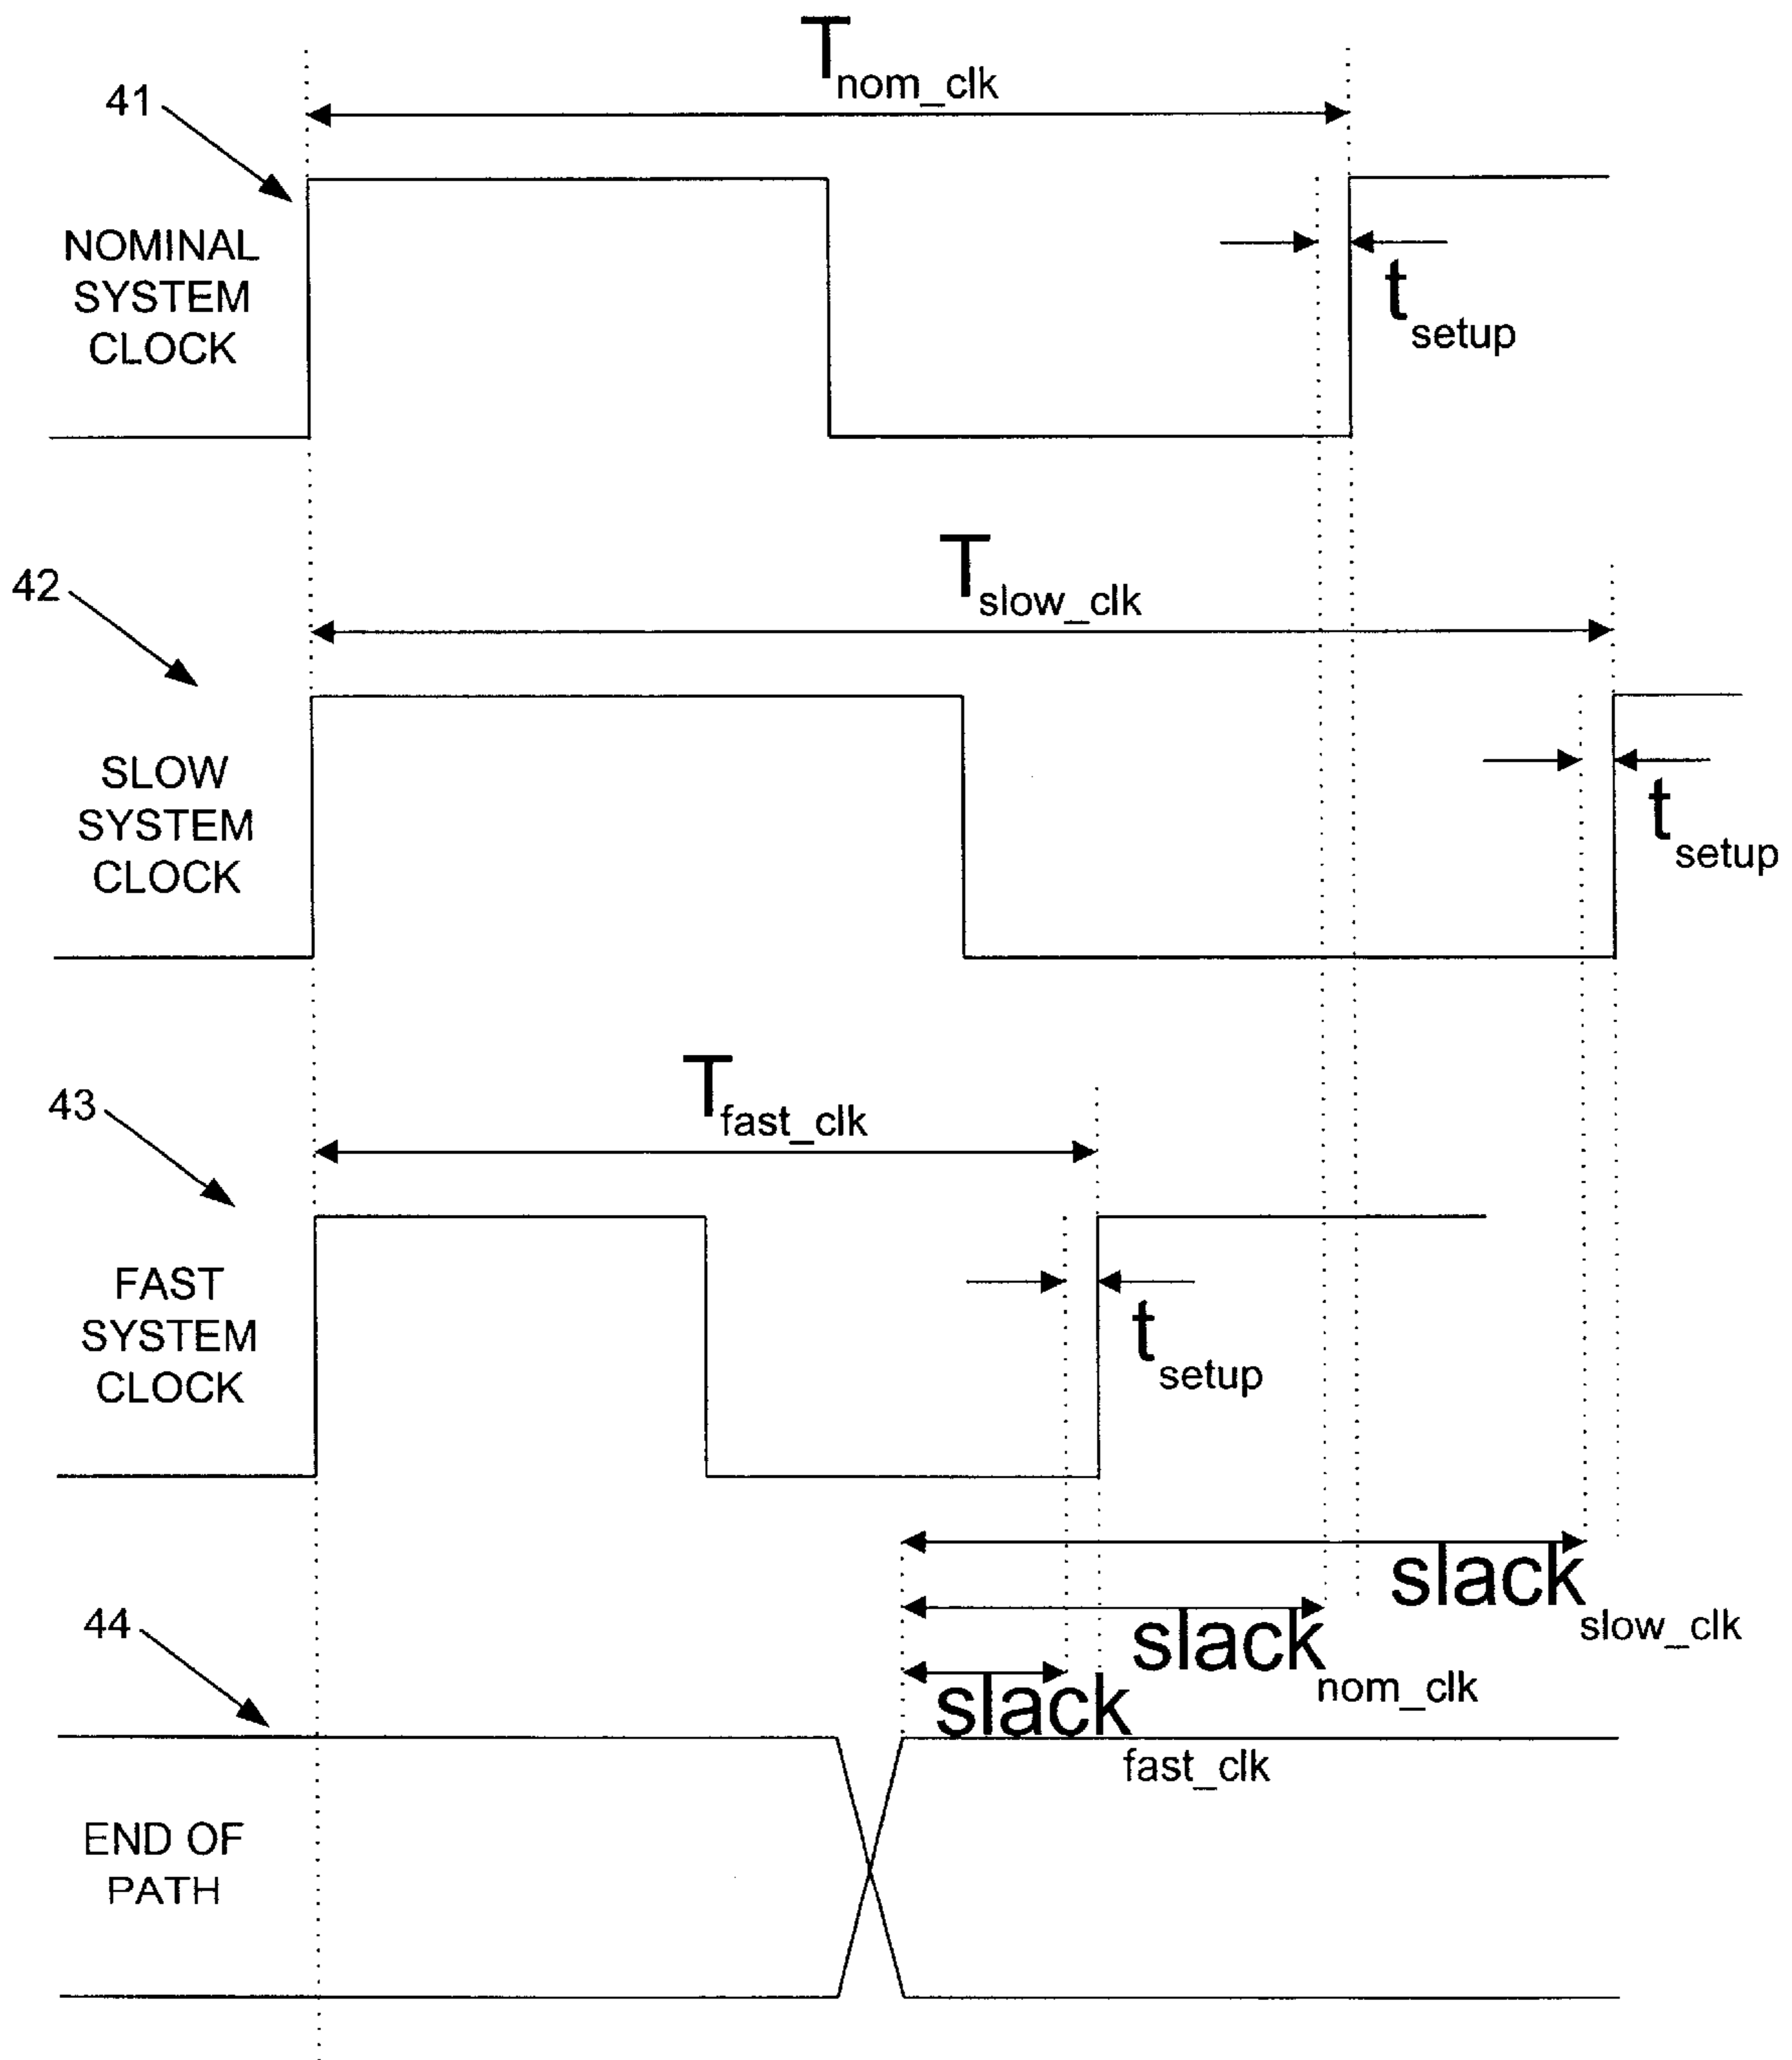 T nom_clk
41
NOMINAL
SYSTEM
CLOCK
t setup
T slow_clk
42
SLOW
SYSTEM
CLOCK
t setup
T fast_clk
43
FAST
SYSTEM
CLOCK
t setup
slack slow_clk
slack nom_clk
slack fast_clk
44
END OF
PATH